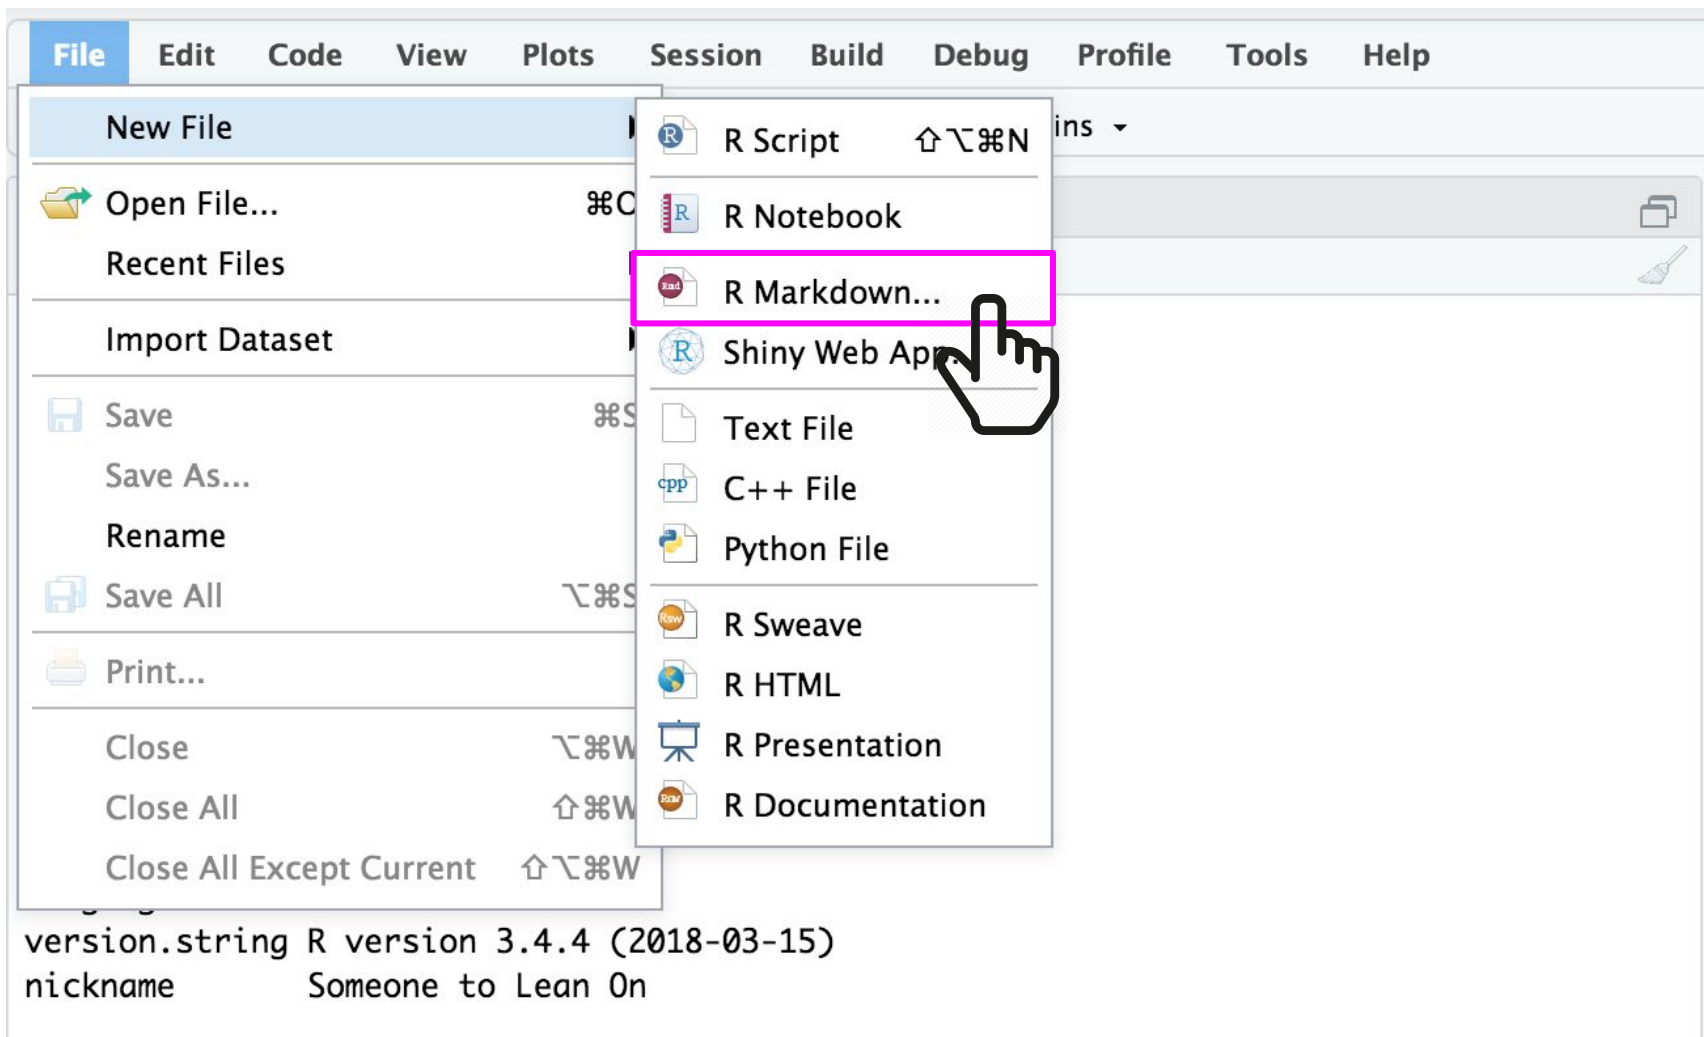 File Edit Code View Plots Session Build Debug Profile Tools Help
New File
Open File... ⌘O
Recent Files
Import Dataset
Save ⌘S
Save As...
Rename
Save All ⌥⌘S
Print...
Close ⌥⌘W
Close All ⇧⌘W
Close All Except Current ⇧⌥⌘W
ins
R Script ⇧⌥⌘N
R R Notebook
Rmd R Markdown...
R Shiny Web App..
Text File
cpp C++ File
Python File
Rsw R Sweave
R HTML
R Presentation
R Documentation
version.string R version 3.4.4 (2018-03-15)
nickname Someone to Lean On